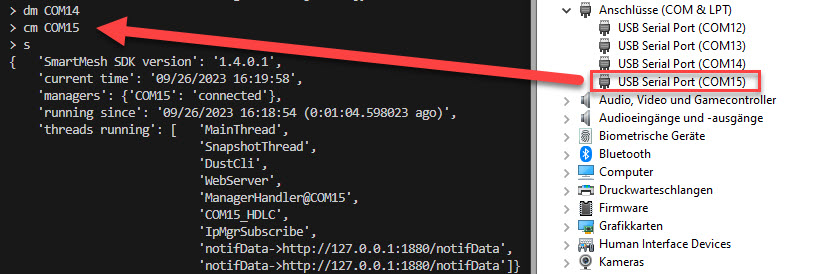 > dm COM14
> cm COM15
> s
{ 'SmartMesh SDK version': '1.4.0.1',
'current time': '09/26/2023 16:19:58',
'managers': {'COM15': 'connected'},
'running since': '09/26/2023 16:18:54 (0:01:04.598023 ago)',
'threads running': [ 'MainThread',
'SnapshotThread',
'DustCli',
'WebServer',
'ManagerHandler@COM15',
'COM15_HDLC',
'IpMgrSubscribe',
'notifData->http://127.0.0.1:1880/notifData',
'notifData->http://127.0.0.1:1880/notifData']}
Anschlüsse (COM & LPT)
USB Serial Port (COM12)
USB Serial Port (COM13)
USB Serial Port (COM14)
USB Serial Port (COM15)
Audio, Video und Gamecontroller
Audioeingänge und -ausgänge
Biometrische Geräte
Bluetooth
Computer
Druckwarteschlangen
Firmware
Grafikkarten
Human Interface Devices
Kameras